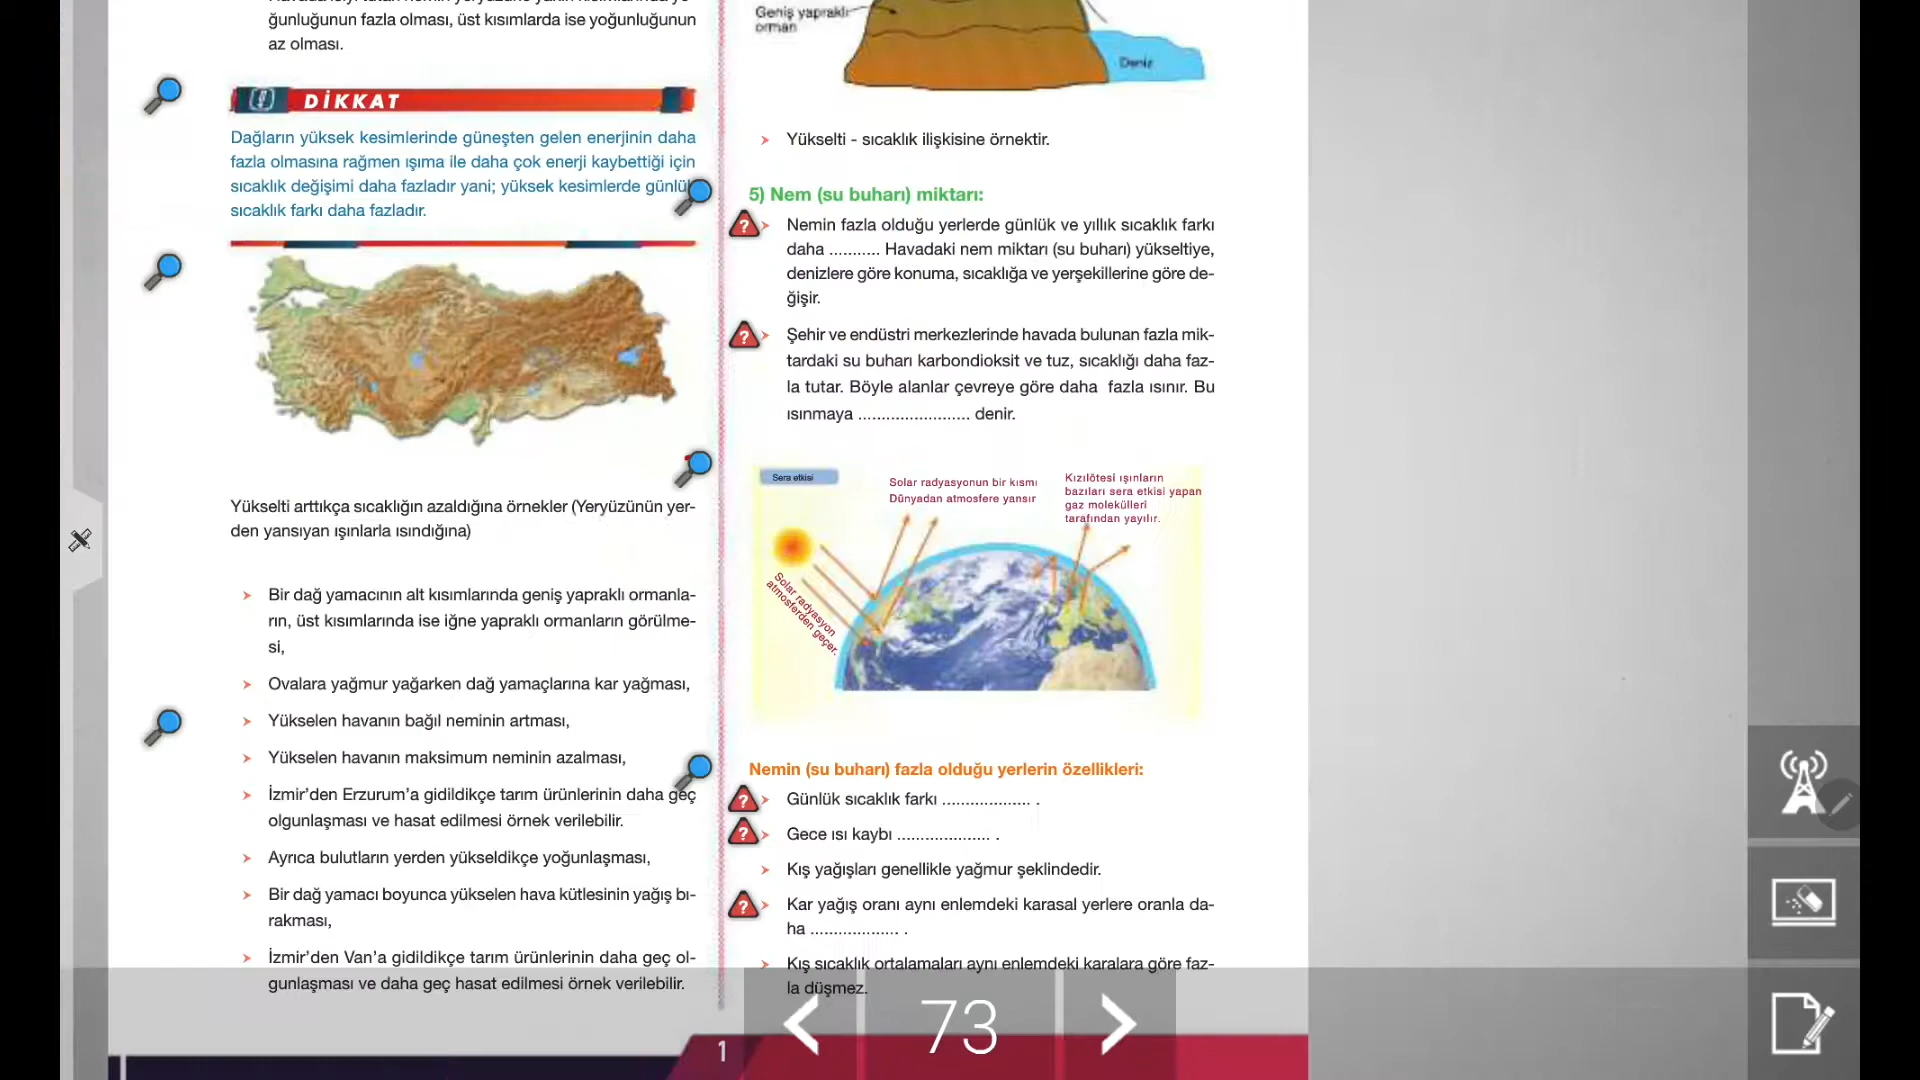 ğunluğunun fazla olması, üst kısımlarda ise yoğunluğunun
az olması.
DİKKAT
Dağların yüksek kesimlerinde güneşten gelen enerjinin daha
fazla olmasına rağmen ışıma ile daha çok enerji kaybettiği için
sıcaklık değişimi daha fazladır yani; yüksek kesimlerde günlük
sıcaklık farkı daha fazladır.
Yükselti arttıkça sıcaklığın azaldığına örnekler (Yeryüzünün yer-
den yansıyan ışınlarla ısındığına)
Bir dağ yamacının alt kısımlarında geniş yapraklı ormanla-
rın, üst kısımlarında ise iğne yapraklı ormanların görülme-
si,
Ovalara yağmur yağarken dağ yamaçlarına kar yağması,
Yükselen havanın bağıl neminin artması,
Yükselen havanın maksimum neminin azalması,
İzmir'den Erzurum'a gidildikçe tarım ürünlerinin daha geç
olgunlaşması ve hasat edilmesi örnek verilebilir.
Ayrıca bulutların yerden yükseldikçe yoğunlaşması,
Bir dağ yamacı boyunca yükselen hava kütlesinin yağış bı-
rakması,
İzmir'den Van'a gidildikçe tarım ürünlerinin daha geç ol-
gunlaşması ve daha geç hasat edilmesi örnek verilebilir.
Geniş yapraklı
orman
Deniz
Yükselti - sıcaklık ilişkisine örnektir.
5) Nem (su buharı) miktarı:
Nemin fazla olduğu yerlerde günlük ve yıllık sıcaklık farkı
daha ........... Havadaki nem miktarı (su buharı) yükseltiye,
denizlere göre konuma, sıcaklığa ve yerşekillerine göre de-
ğişir.
Şehir ve endüstri merkezlerinde havada bulunan fazla mik-
tardaki su buharı karbondioksit ve tuz, sıcaklığı daha faz-
la tutar. Böyle alanlar çevreye göre daha fazla ısınır. Bu
ısınmaya ........................ denir.
Sera etkisi
Solar radyasyonun bir kısmı
Dünyadan atmosfere yansır
Kızılötesi ışınların
bazıları sera etkisi yapan
gaz molekülleri
tarafından yayılır.
Solar radyasyon
atmosferden geçer.
Nemin (su buharı) fazla olduğu yerlerin özellikleri:
Günlük sıcaklık farkı ................... .
Gece ısı kaybı .................... .
Kış yağışları genellikle yağmur şeklindedir.
Kar yağış oranı aynı enlemdeki karasal yerlere oranla da-
ha ................... .
Kış sıcaklık ortalamaları aynı enlemdeki karalara göre faz-
la düşmez.
73
1